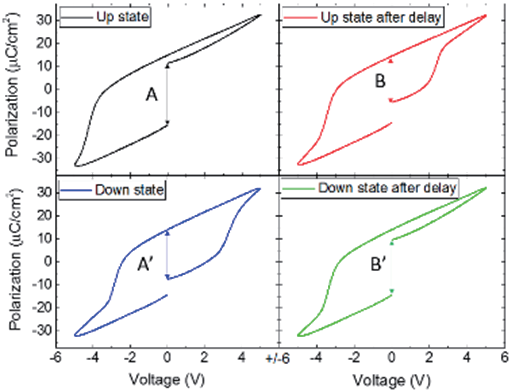 Up state
Up state after delay
Polarization (μC/cm²)
30
20
10
0
-10
-20
-30
A
B
Down state
Down state after delay
Polarization (μC/cm²)
30
20
10
0
-10
-20
-30
A′
B′
-6 -4 -2 0 2 4 +/-6 -4 -2 0 2 4 6
Voltage (V)
Voltage (V)